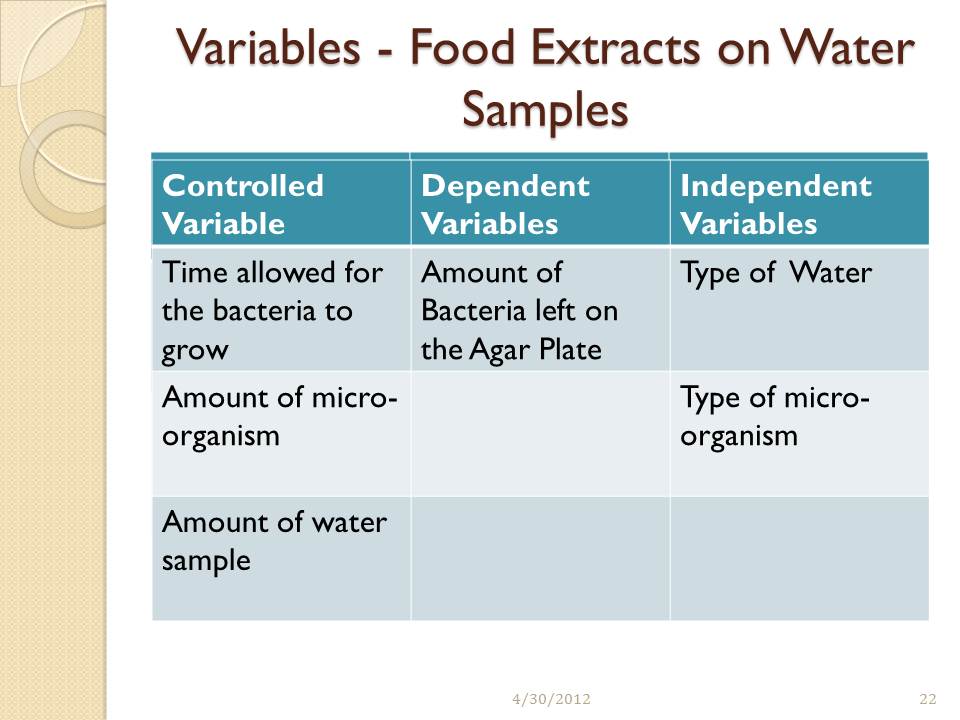 Variables - Food Extracts on Water
Samples
Controlled
Variable
Dependent
Variables
Independent
Variables
Time allowed for
the bacteria to
grow
Amount of
Bacteria left on
the Agar Plate
Type of Water
Amount of micro-
organism
Type of micro-
organism
Amount of water
sample
4/30/2012
22